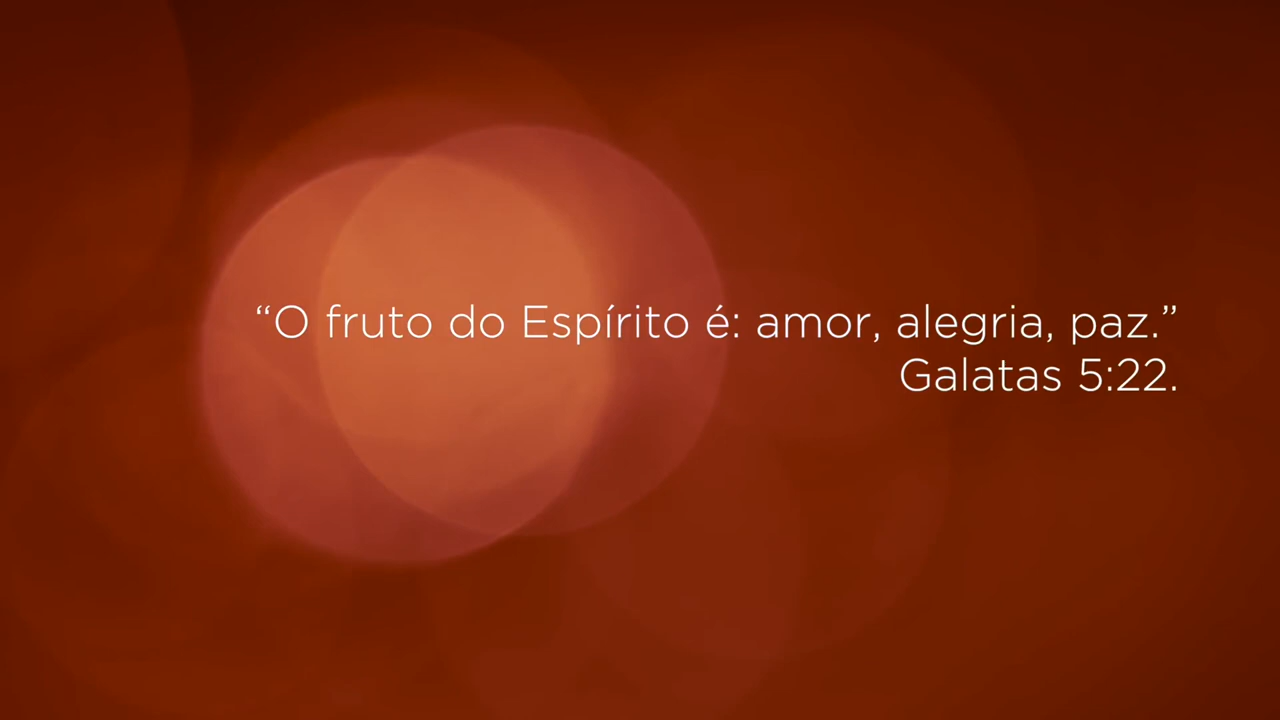 “O fruto do Espírito é: amor, alegria, paz.”
Galatas 5:22.